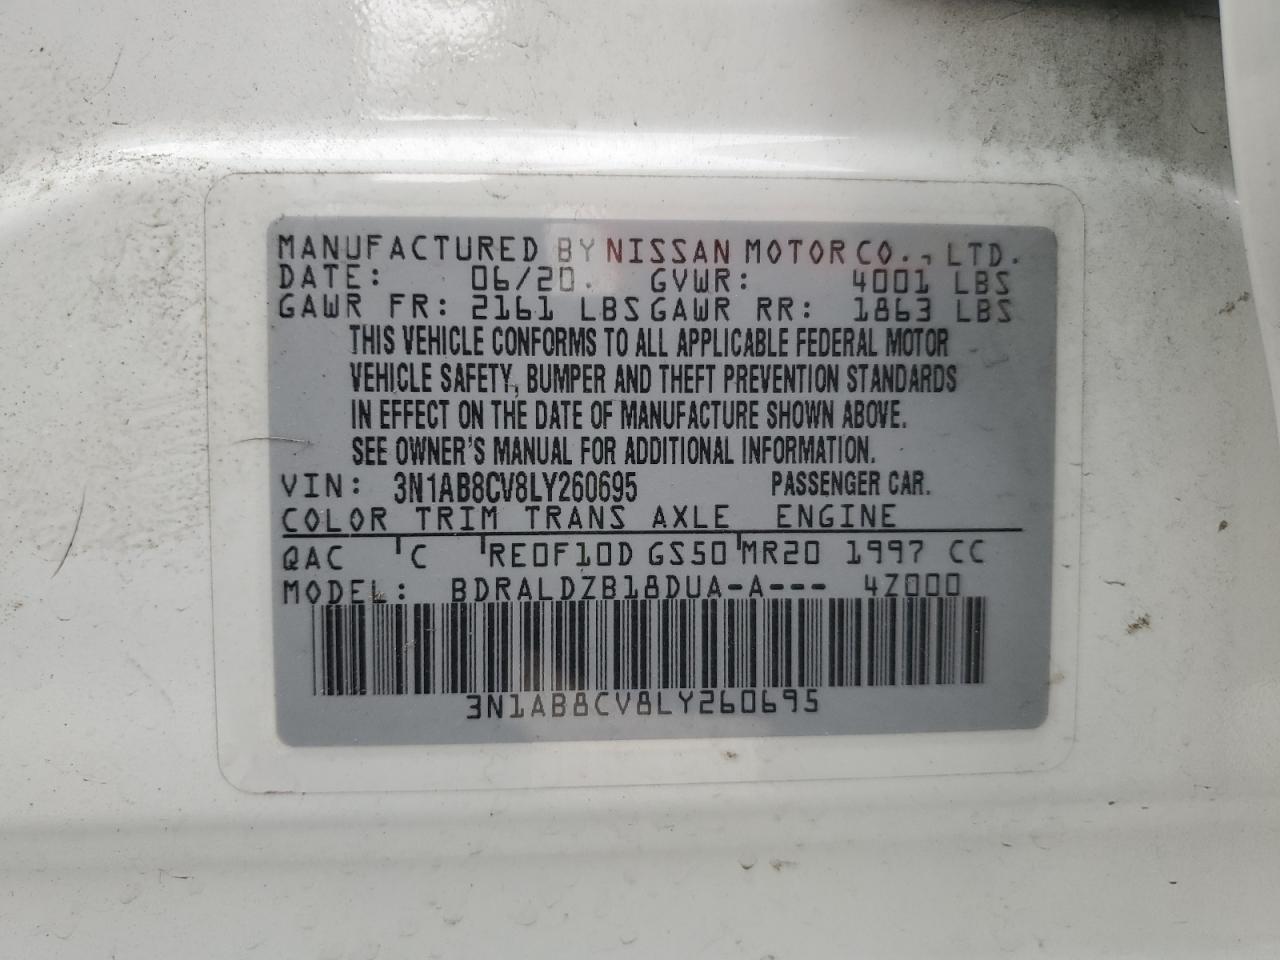 MANUFACTURED BY NISSAN MOTOR CO., LTD.
DATE: 06/20. GVWR: 4001 LBS
GAWR FR: 2161 LBS GAWR RR: 1863 LBS
THIS VEHICLE CONFORMS TO ALL APPLICABLE FEDERAL MOTOR
VEHICLE SAFETY, BUMPER AND THEFT PREVENTION STANDARDS
IN EFFECT ON THE DATE OF MANUFACTURE SHOWN ABOVE.
SEE OWNER'S MANUAL FOR ADDITIONAL INFORMATION.
VIN: 3N1AB8CV8LY260695 PASSENGER CAR.
COLOR TRIM TRANS AXLE ENGINE
QAC C RE0F10D GS50 MR20 1997 CC
MODEL: BDRALDZB18DUA-A--- 4Z000
3N1AB8CV8LY260695